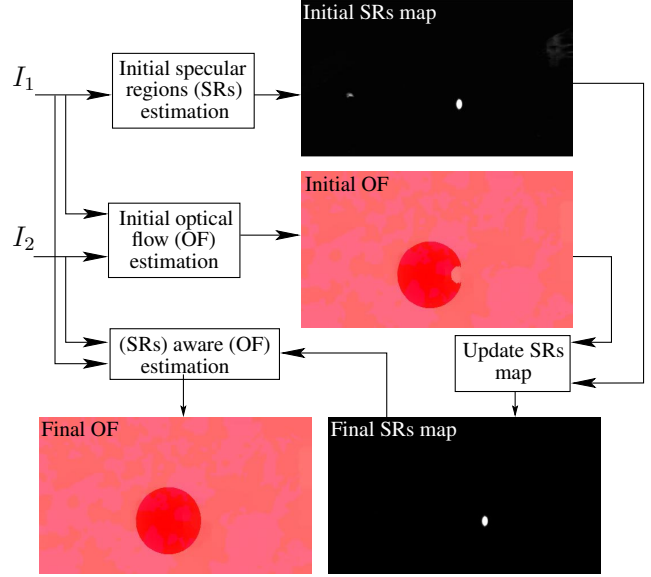 Initial SRs map
I1
Initial specular
regions (SRs)
estimation
Initial OF
I2
Initial optical
flow (OF)
estimation
(SRs) aware (OF)
estimation
Update SRs
map
Final OF
Final SRs map